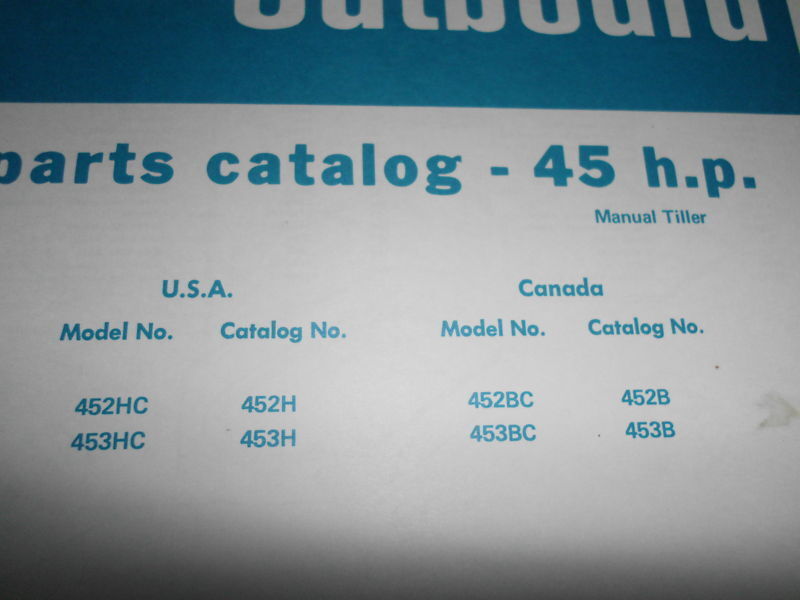 Outboard
parts catalog - 45 h.p.
Manual Tiller
U.S.A. Canada
Model No. Catalog No. Model No. Catalog No.
452HC 452H 452BC 452B
453HC 453H 453BC 453B